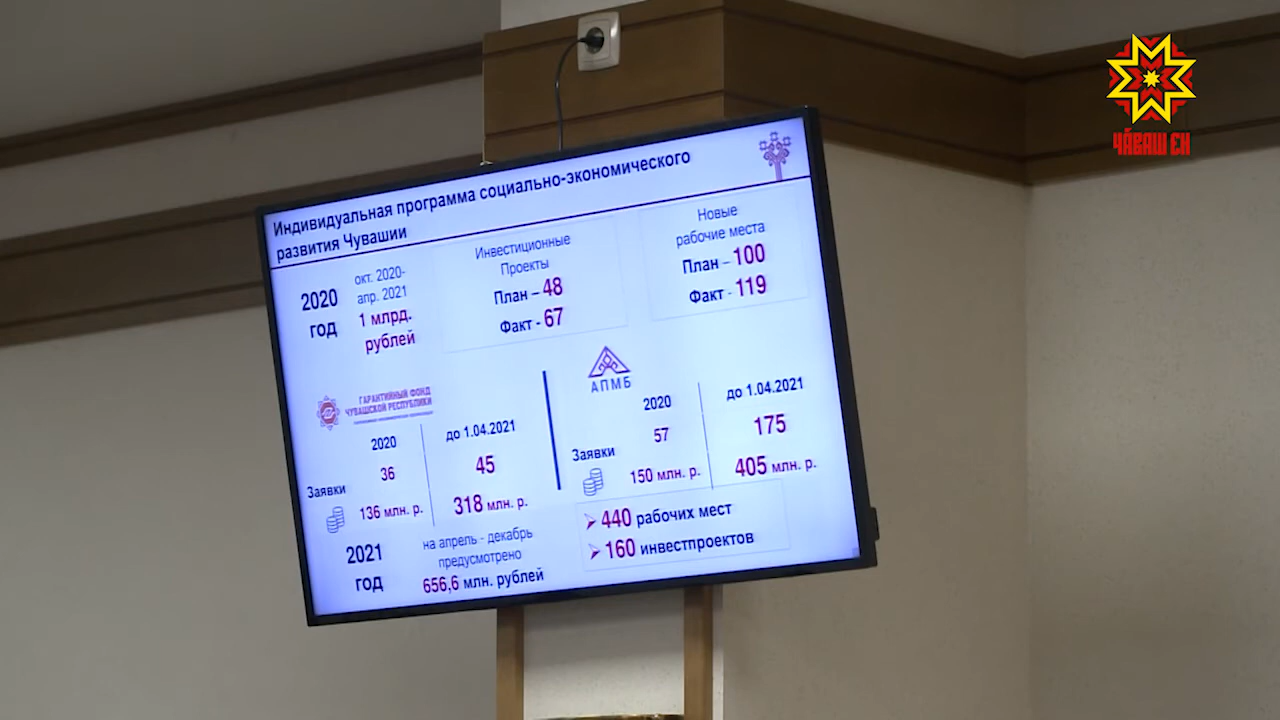 ЧӐВАШ ЕН
Индивидуальная программа социально-экономического
развития Чувашии
2020
год
окт. 2020-
апр. 2021
1 млрд.
рублей
Инвестиционные
Проекты
План – 48
Факт - 67
Новые
рабочие места
План – 100
Факт - 119
ГАРАНТИЙНЫЙ ФОНД
ЧУВАШСКОЙ РЕСПУБЛИКИ
2020
до 1.04.2021
Заявки
36
45
136 млн. р.
318 млн. р.
АПМБ
2020
до 1.04.2021
Заявки
57
175
150 млн. р.
405 млн. р.
2021
год
на апрель - декабрь
предусмотрено
656,6 млн. рублей
440 рабочих мест
160 инвестпроектов